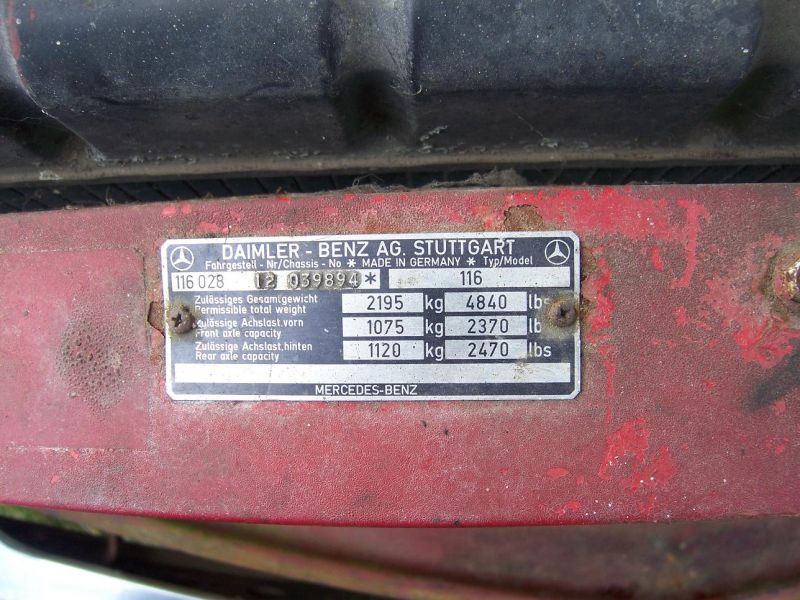 DAIMLER - BENZ AG. STUTTGART
Fahrgestell - Nr/Chassis - No * MADE IN GERMANY * Typ/Model
116 028 12 039894 * 116
Zulässiges Gesamtgewicht
Permissible total weight
2195 kg 4840 lbs
Zulässige Achslast,vorn
Front axle capacity
1075 kg 2370 lb
Zulässige Achslast,hinten
Rear axle capacity
1120 kg 2470 lbs
MERCEDES-BENZ